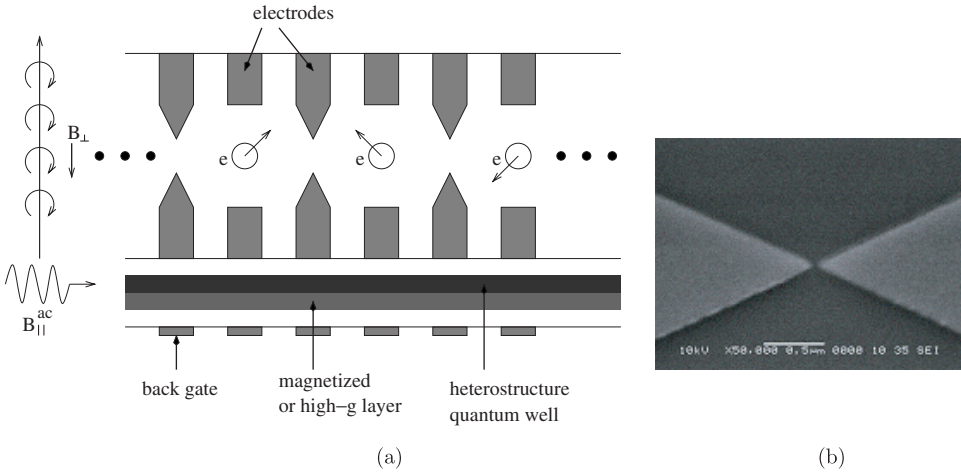 electrodes
B⊥
e
e
e
B||^ac
back gate
magnetized
or high–g layer
heterostructure
quantum well
10kV X50,000 0.5μm 0000 10 35 SEI
(a)
(b)